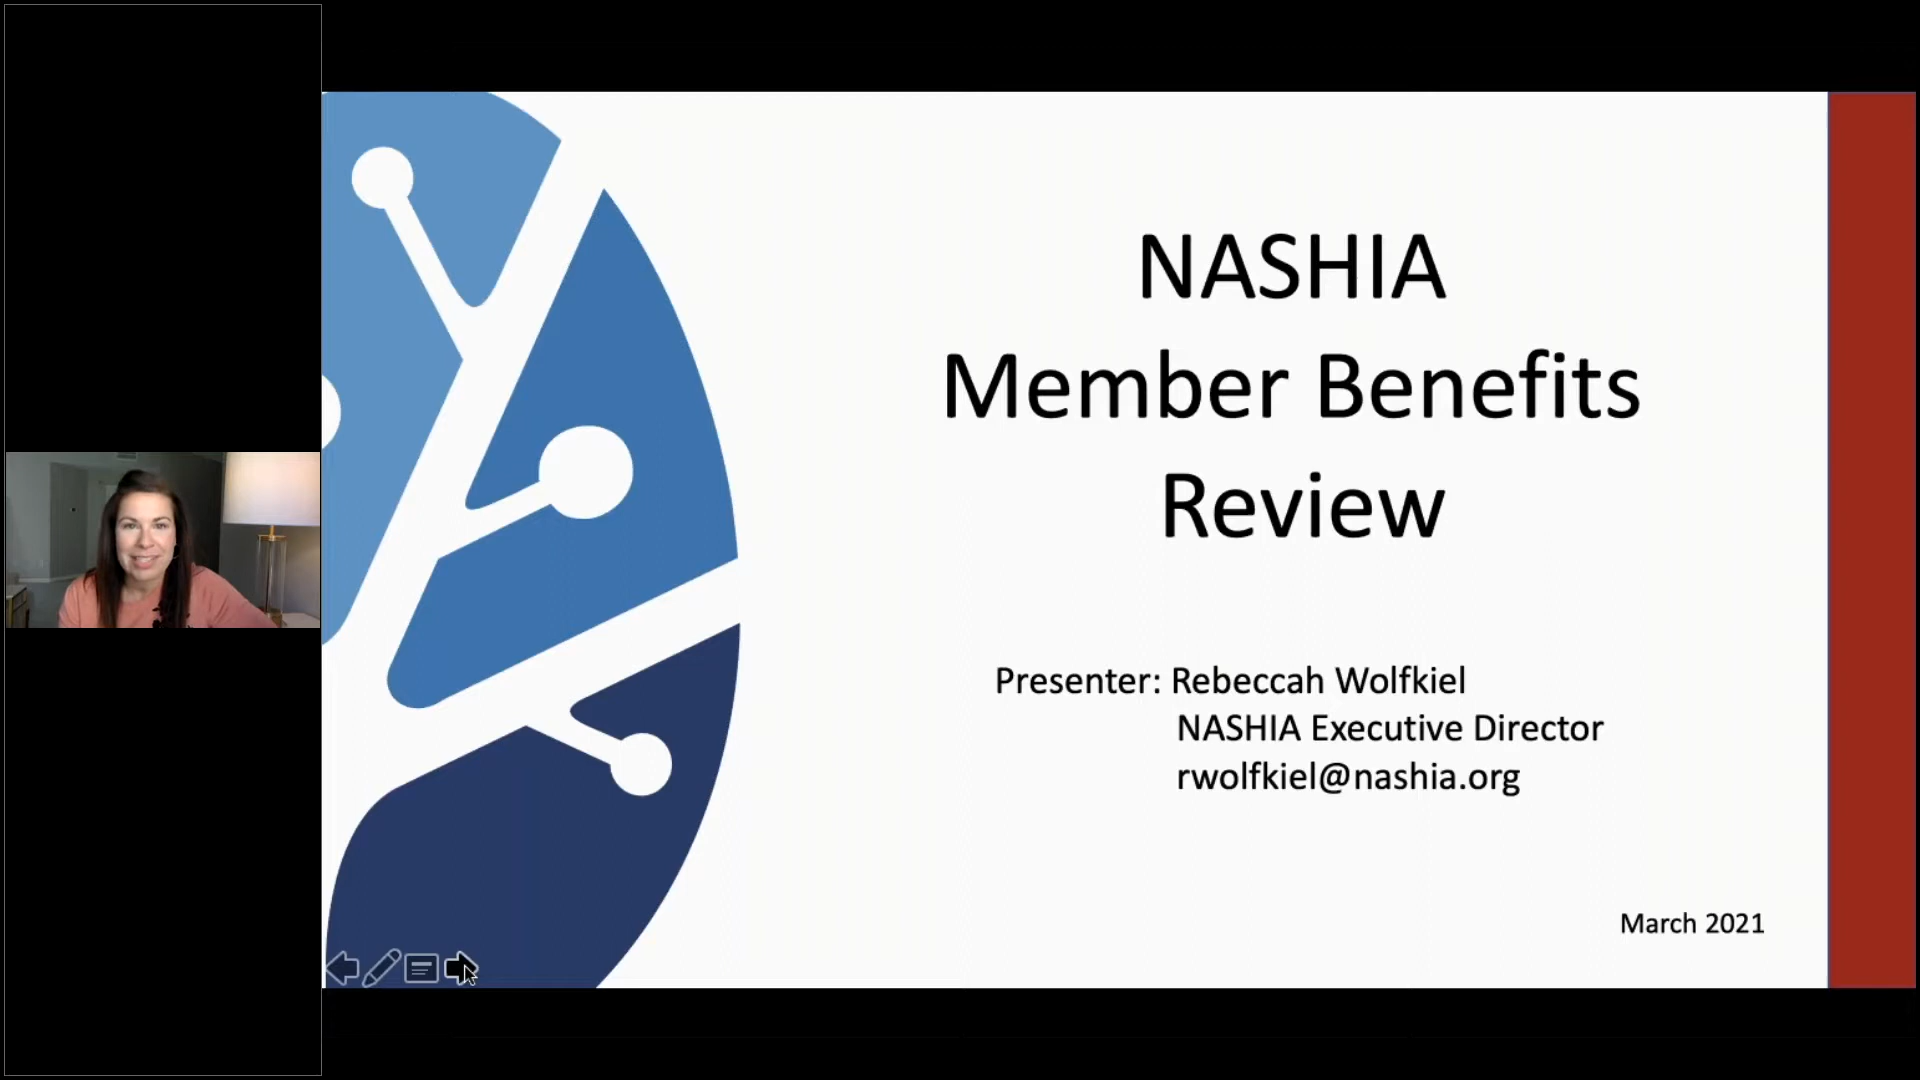 NASHIA
Member Benefits
Review
Presenter: Rebeccah Wolfkiel
NASHIA Executive Director
rwolfkiel@nashia.org
March 2021